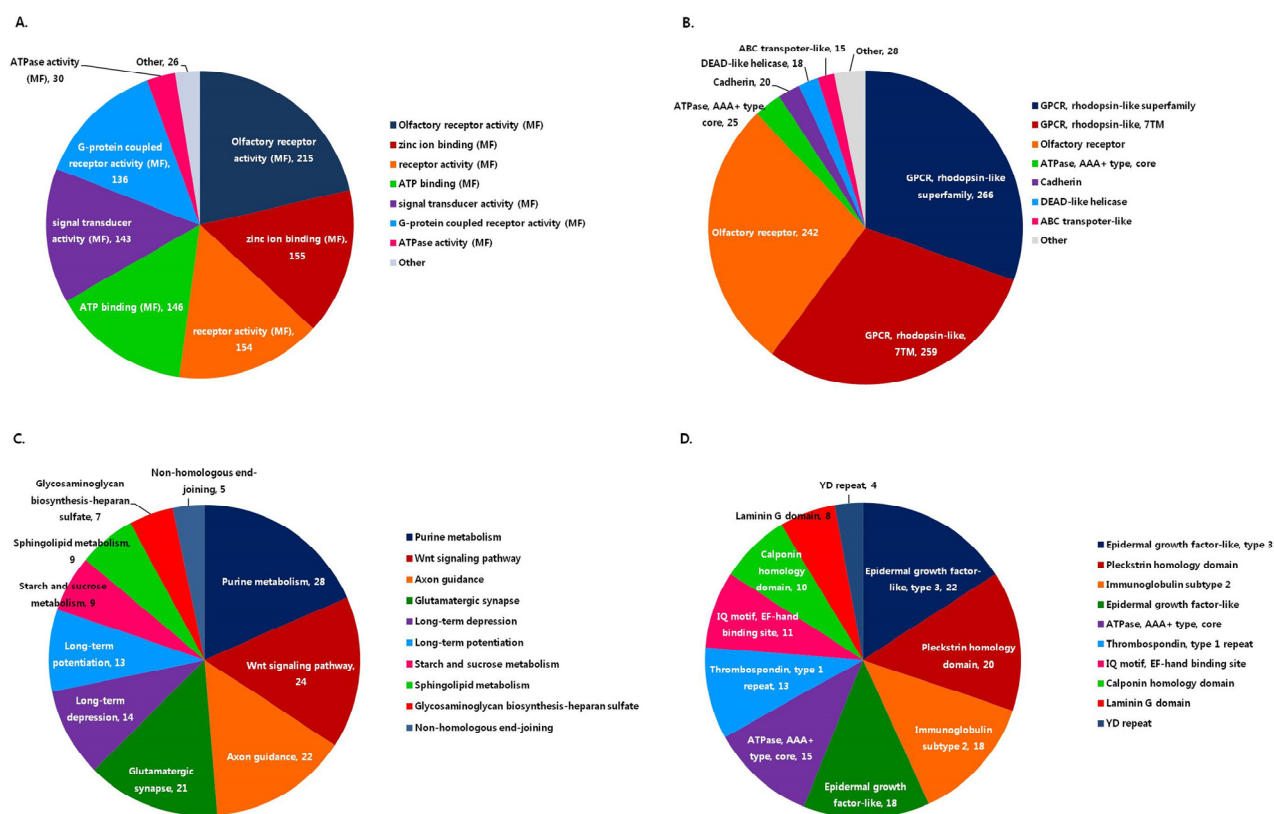 A.
ATPase activity
(MF), 30
Other, 26
Olfactory receptor
activity (MF), 215
G-protein coupled
receptor activity (MF),
136
signal transducer
activity (MF), 143
zinc ion binding (MF),
155
ATP binding (MF), 146
receptor activity (MF),
154
Olfactory receptor activity (MF)
zinc ion binding (MF)
receptor activity (MF)
ATP binding (MF)
signal transducer activity (MF)
G-protein coupled receptor activity (MF)
ATPase activity (MF)
Other
B.
ABC transpoter-like, 15
Other, 28
DEAD-like helicase, 18
Cadherin, 20
ATPase, AAA+ type,
core, 25
GPCR, rhodopsin-like
superfamily, 266
Olfactory receptor, 242
GPCR, rhodopsin-like,
7TM, 259
GPCR, rhodopsin-like superfamily
GPCR, rhodopsin-like, 7TM
Olfactory receptor
ATPase, AAA+ type, core
Cadherin
DEAD-like helicase
ABC transpoter-like
Other
C.
Non-homologous end-
joining, 5
Glycosaminoglycan
biosynthesis-heparan
sulfate, 7
Sphingolipid metabolism,
9
Starch and sucrose
metabolism, 9
Purine metabolism, 28
Long-term
potentiation, 13
Wnt signaling pathway,
24
Long-term
depression, 14
Axon guidance, 22
Glutamatergic
synapse, 21
Purine metabolism
Wnt signaling pathway
Axon guidance
Glutamatergic synapse
Long-term depression
Long-term potentiation
Starch and sucrose metabolism
Sphingolipid metabolism
Glycosaminoglycan biosynthesis-heparan sulfate
Non-homologous end-joining
D.
YD repeat, 4
Laminin G domain, 8
Calponin
homology
domain, 10
Epidermal growth factor-
like, type 3, 22
IQ motif, EF-hand
binding site, 11
Pleckstrin homology
domain, 20
Thrombospondin, type 1
repeat, 13
Immunoglobulin
subtype 2, 18
ATPase, AAA+
type, core, 15
Epidermal growth
factor-like, 18
Epidermal growth factor-like, type 3
Pleckstrin homology domain
Immunoglobulin subtype 2
Epidermal growth factor-like
ATPase, AAA+ type, core
Thrombospondin, type 1 repeat
IQ motif, EF-hand binding site
Calponin homology domain
Laminin G domain
YD repeat